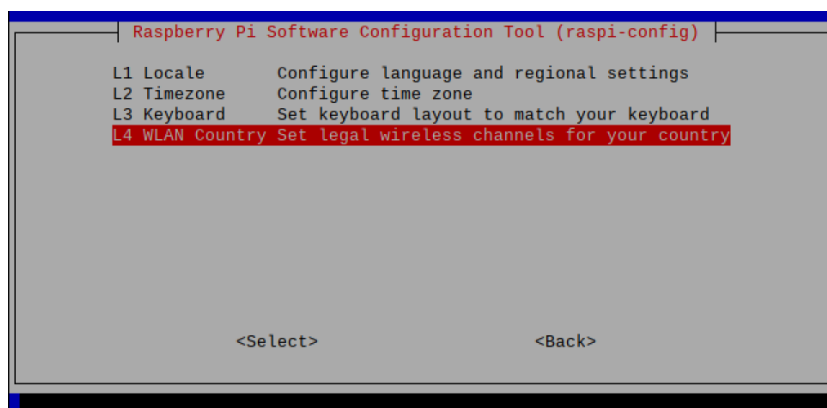 Raspberry Pi Software Configuration Tool (raspi-config)
L1 Locale Configure language and regional settings
L2 Timezone Configure time zone
L3 Keyboard Set keyboard layout to match your keyboard
L4 WLAN Country Set legal wireless channels for your country
<Select> <Back>